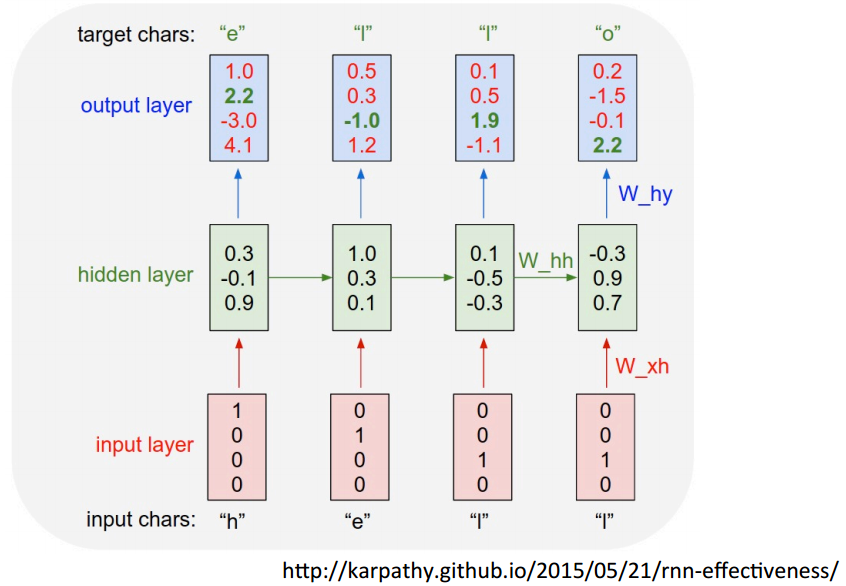 target chars: “e” “l” “l” “o”
output layer
1.0 0.5 0.1 0.2
2.2 0.3 0.5 -1.5
-3.0 -1.0 1.9 -0.1
4.1 1.2 -1.1 2.2
W_hy
hidden layer
0.3 1.0 0.1 -0.3
-0.1 0.3 -0.5 0.9
0.9 0.1 -0.3 0.7
W_hh
W_xh
input layer
1 0 0 0
0 1 0 0
0 0 1 1
0 0 0 0
input chars: “h” “e” “l” “l”
http://karpathy.github.io/2015/05/21/rnn-effectiveness/